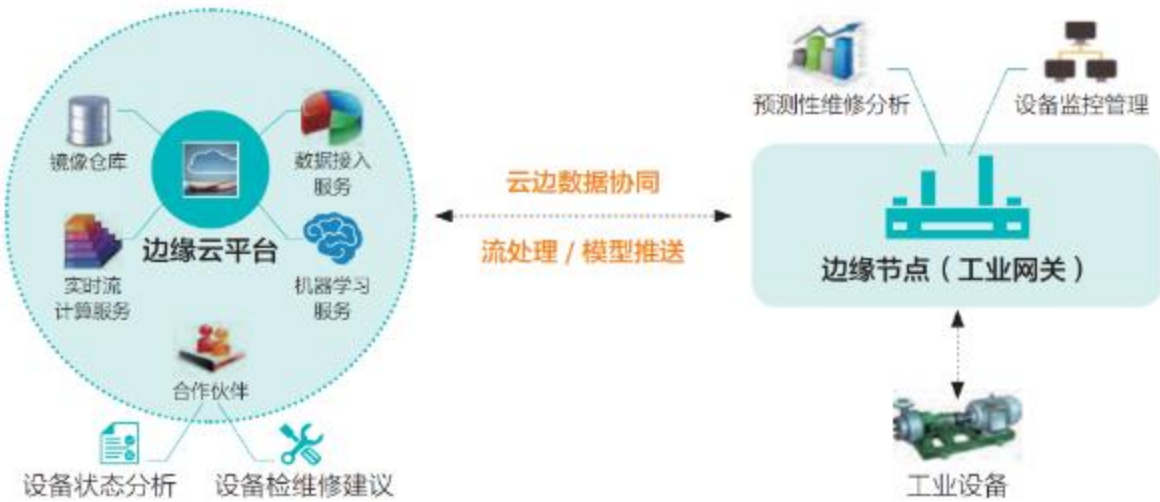 镜像仓库
数据接入
服务
边缘云平台
实时流
计算服务
机器学习
服务
合作伙伴
设备状态分析
设备检维修建议
云边数据协同
流处理 / 模型推送
预测性维修分析
设备监控管理
边缘节点（工业网关）
工业设备